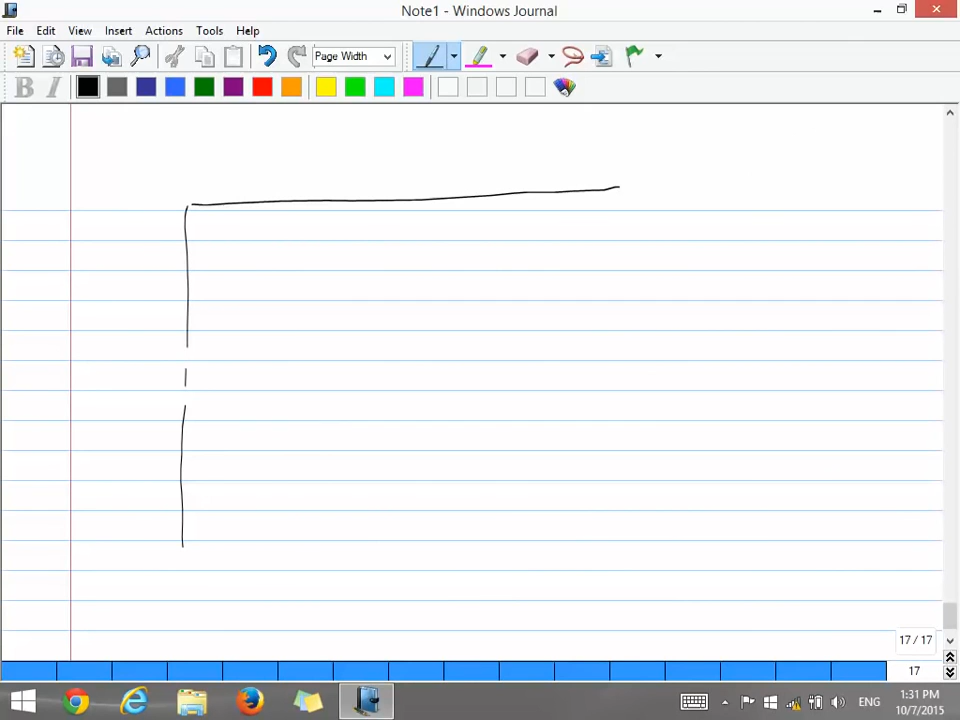 Note1 - Windows Journal
File Edit View Insert Actions Tools Help
Page Width
B I
17 / 17
17
ENG
1:31 PM
10/7/2015